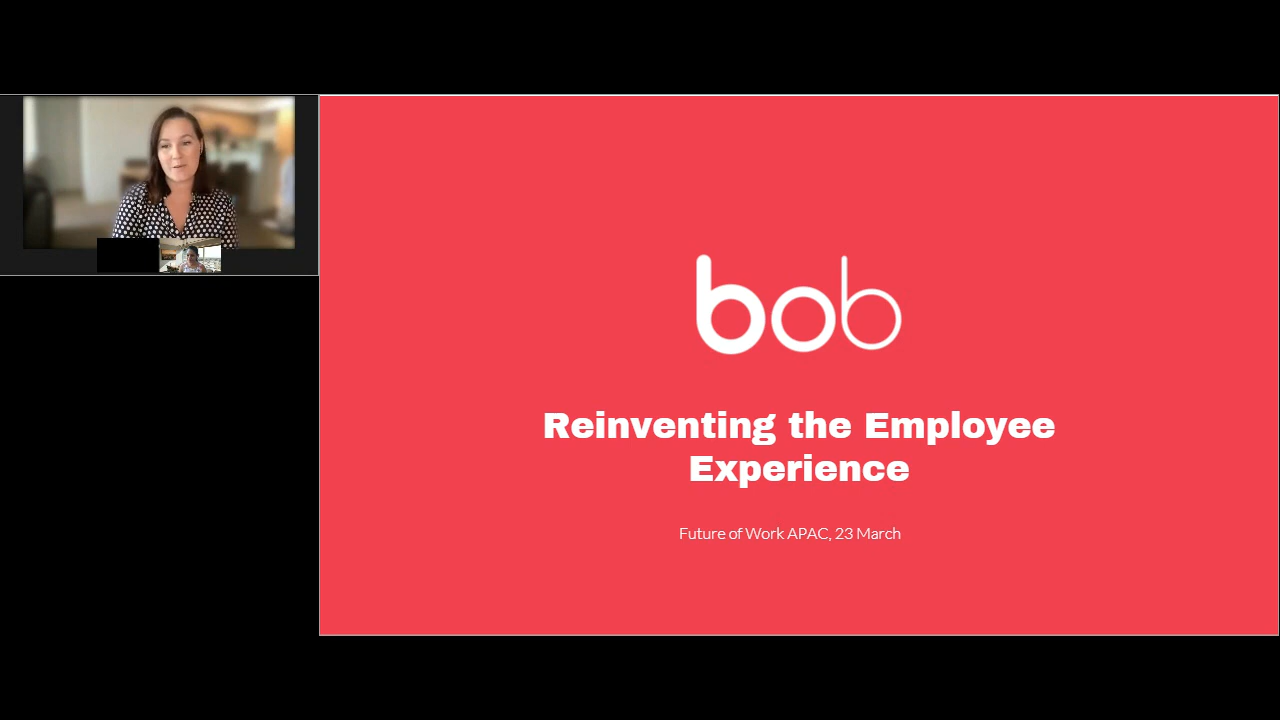 bob
Reinventing the Employee
Experience
Future of Work APAC, 23 March